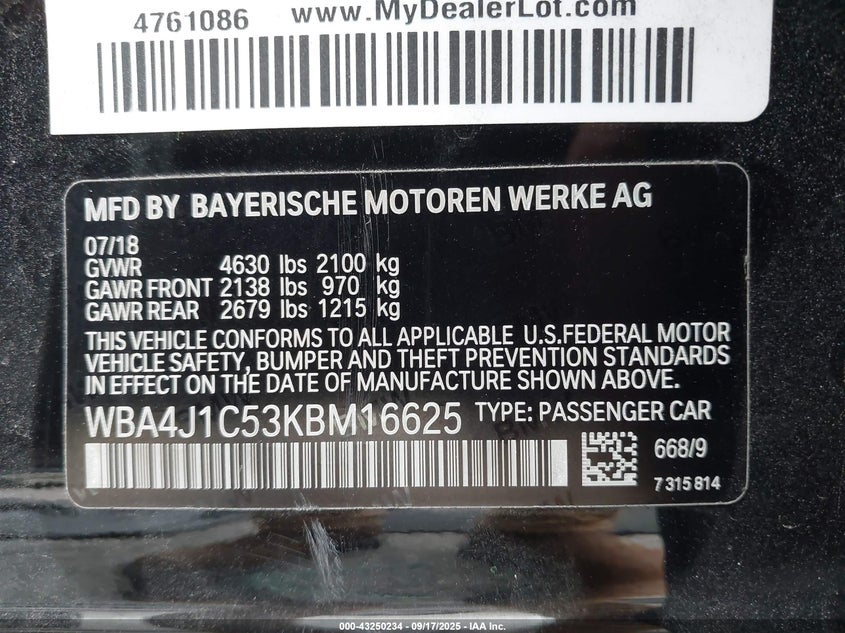 4761086
www.MyDealerLot.com
MFD BY BAYERISCHE MOTOREN WERKE AG
07/18
GVWR 4630 lbs 2100 kg
GAWR FRONT 2138 lbs 970 kg
GAWR REAR 2679 lbs 1215 kg
THIS VEHICLE CONFORMS TO ALL APPLICABLE U.S.FEDERAL MOTOR
VEHICLE SAFETY, BUMPER AND THEFT PREVENTION STANDARDS
IN EFFECT ON THE DATE OF MANUFACTURE SHOWN ABOVE.
WBA4J1C53KBM16625 TYPE: PASSENGER CAR
668/9
7 315 814
000-43250234 - 09/17/2025 - IAA Inc.